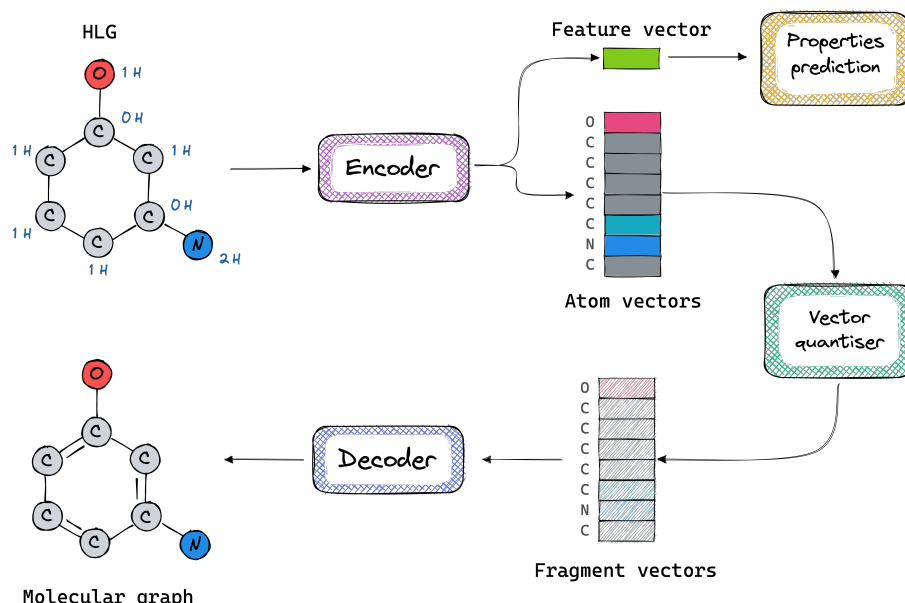 HLG
O 1H
C OH
1H C
C 1H
1H C
C OH
C
1H
N 2H
Encoder
Feature vector
Properties
prediction
O
C
C
C
C
C
N
C
Atom vectors
Vector
quantiser
O
C
C
C
C
C
N
C
Fragment vectors
Decoder
O
C
C
C
C
C
C
N
Molecular graph